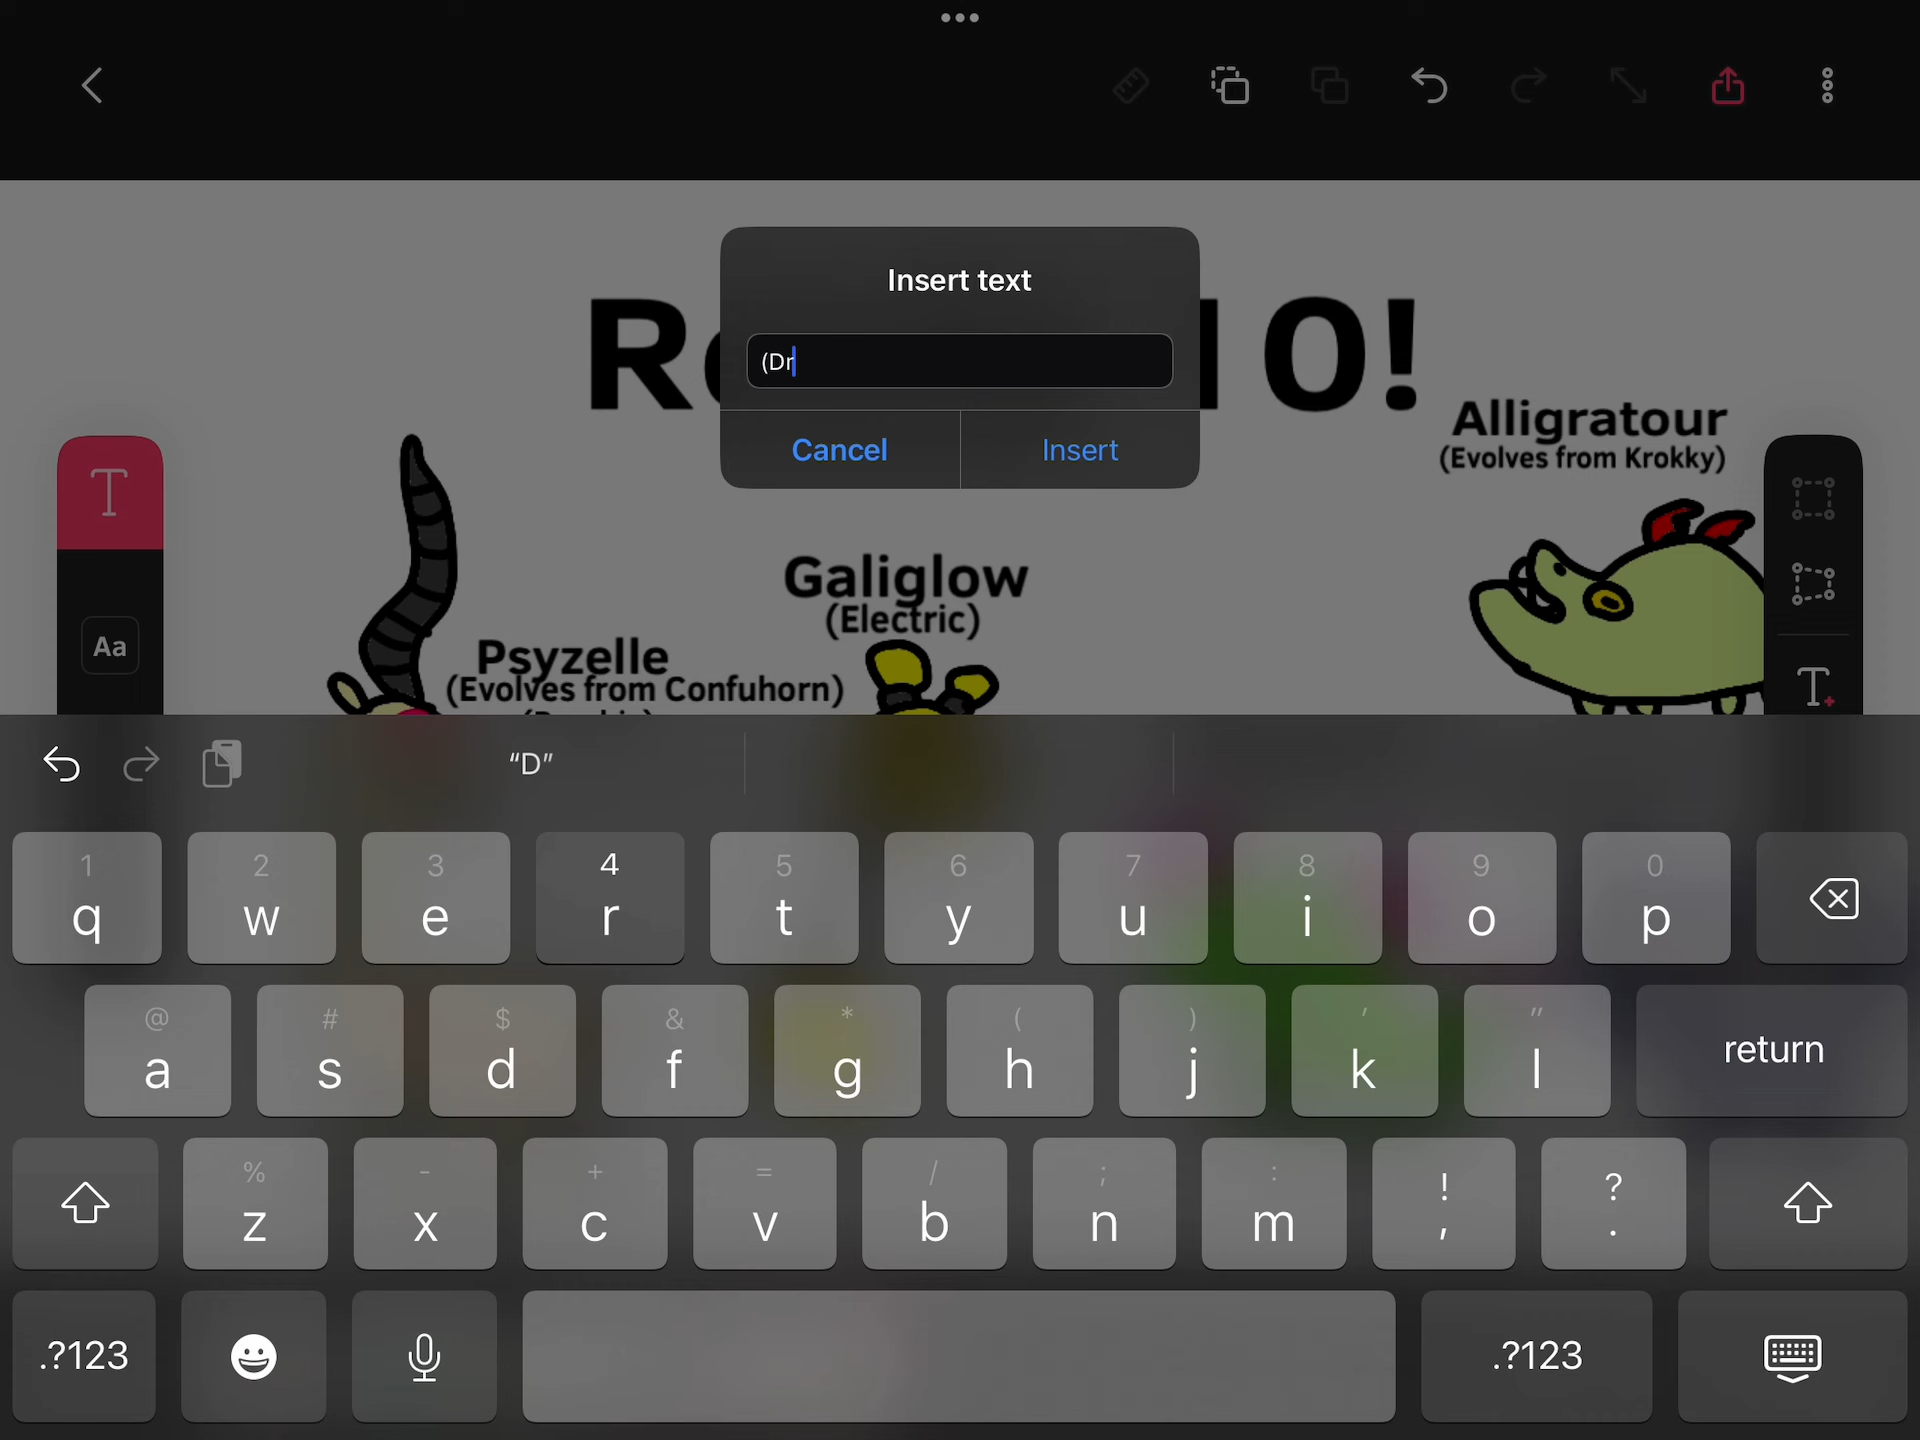 Insert text
(Dr
Cancel
Insert
R
10!
Alligratour
(Evolves from Krokky)
T
Aa
Galiglow
(Electric)
Psyzelle
(Evolves from Confuhorn)
T+
“D”
1 2 3 4 5 6 7 8 9 0
q w e r t y u i o p
@ # $ & * ( ) ' "
a s d f g h j k l return
% - + = / ; : ! ?
z x c v b n m , .
.?123 .?123